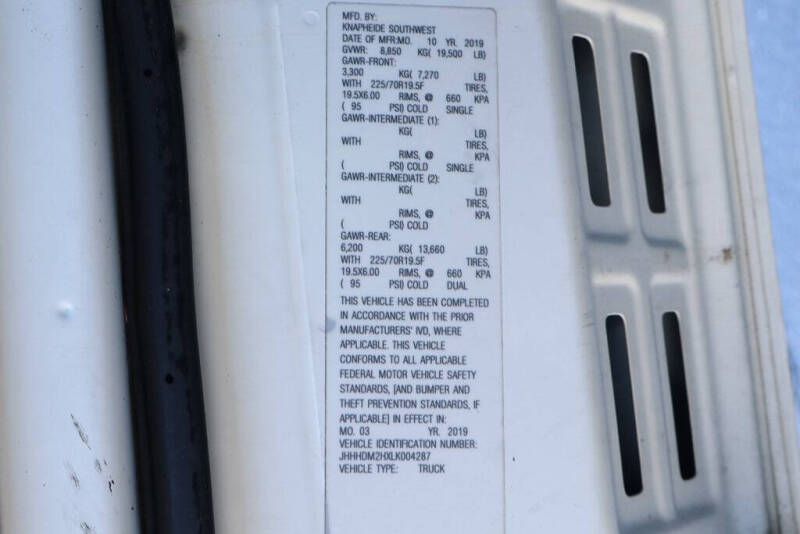 MFD. BY:
KNAPHEIDE SOUTHWEST
DATE OF MFR:MO. 10 YR. 2019
GVWR: 8,850 KG( 19,500 LB)
GAWR-FRONT:
3,300 KG( 7,270 LB)
WITH 225/70R19.5F TIRES,
19.5X6.00 RIMS, @ 660 KPA
( 95 PSI) COLD SINGLE
GAWR-INTERMEDIATE (1):
KG( LB)
WITH TIRES,
RIMS, @ KPA
( PSI) COLD SINGLE
GAWR-INTERMEDIATE (2):
KG( LB)
WITH TIRES,
RIMS, @ KPA
( PSI) COLD
GAWR-REAR:
6,200 KG( 13,660 LB)
WITH 225/70R19.5F TIRES,
19.5X6.00 RIMS, @ 660 KPA
( 95 PSI) COLD DUAL
THIS VEHICLE HAS BEEN COMPLETED
IN ACCORDANCE WITH THE PRIOR
MANUFACTURERS' IVD, WHERE
APPLICABLE. THIS VEHICLE
CONFORMS TO ALL APPLICABLE
FEDERAL MOTOR VEHICLE SAFETY
STANDARDS, [AND BUMPER AND
THEFT PREVENTION STANDARDS, IF
APPLICABLE] IN EFFECT IN:
MO. 03 YR. 2019
VEHICLE IDENTIFICATION NUMBER:
JHHHDM2HXLK004287
VEHICLE TYPE: TRUCK